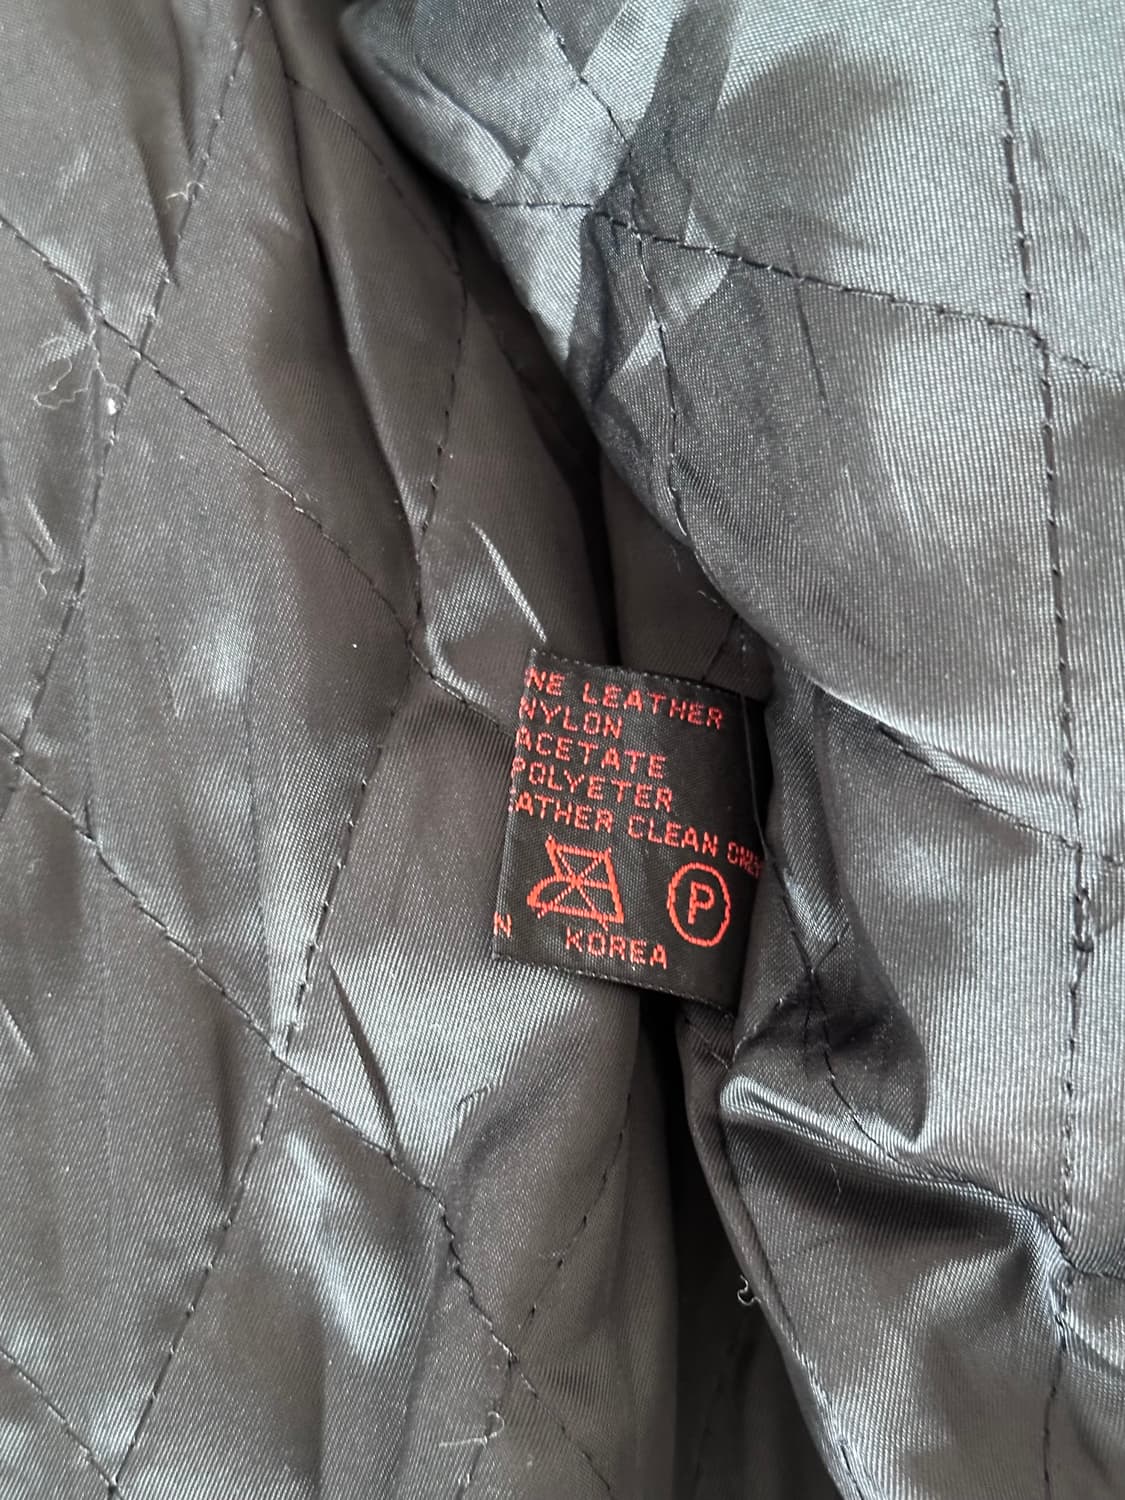 NE LEATHER
NYLON
ACETATE
POLYETER
ATHER CLEAN ONLY
P
N KOREA